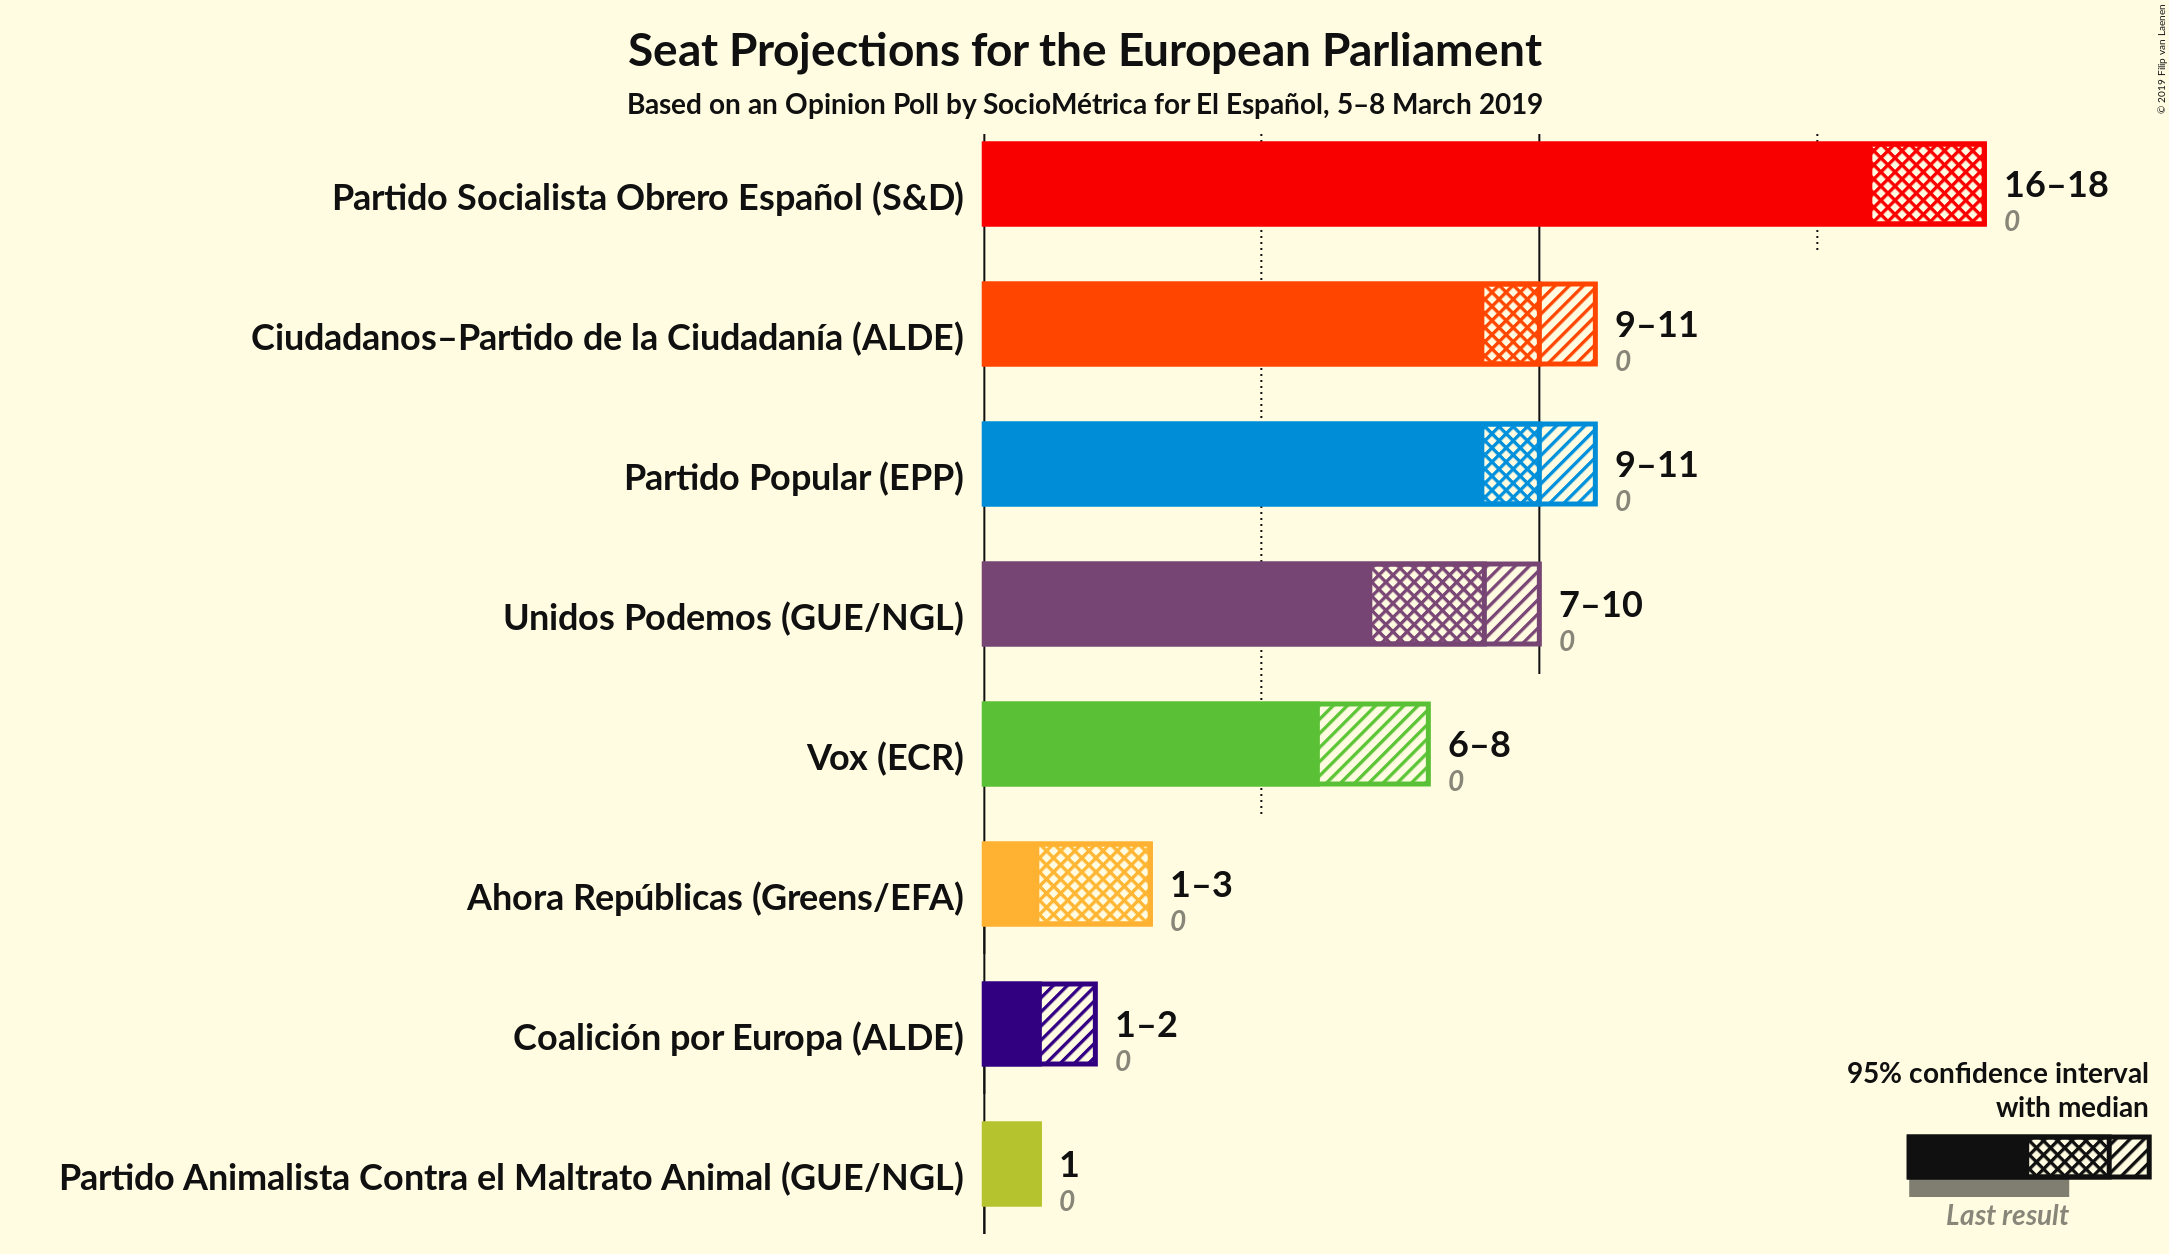 Seat Projections for the European Parliament
Based on an Opinion Poll by SocioMétrica for El Español, 5–8 March 2019
© 2019 Filip van Laenen
Partido Socialista Obrero Español (S&D)
16–18
0
Ciudadanos–Partido de la Ciudadanía (ALDE)
9–11
0
Partido Popular (EPP)
9–11
0
Unidos Podemos (GUE/NGL)
7–10
0
Vox (ECR)
6–8
0
Ahora Repúblicas (Greens/EFA)
1–3
0
Coalición por Europa (ALDE)
1–2
0
Partido Animalista Contra el Maltrato Animal (GUE/NGL)
1
0
95% confidence interval
with median
Last result